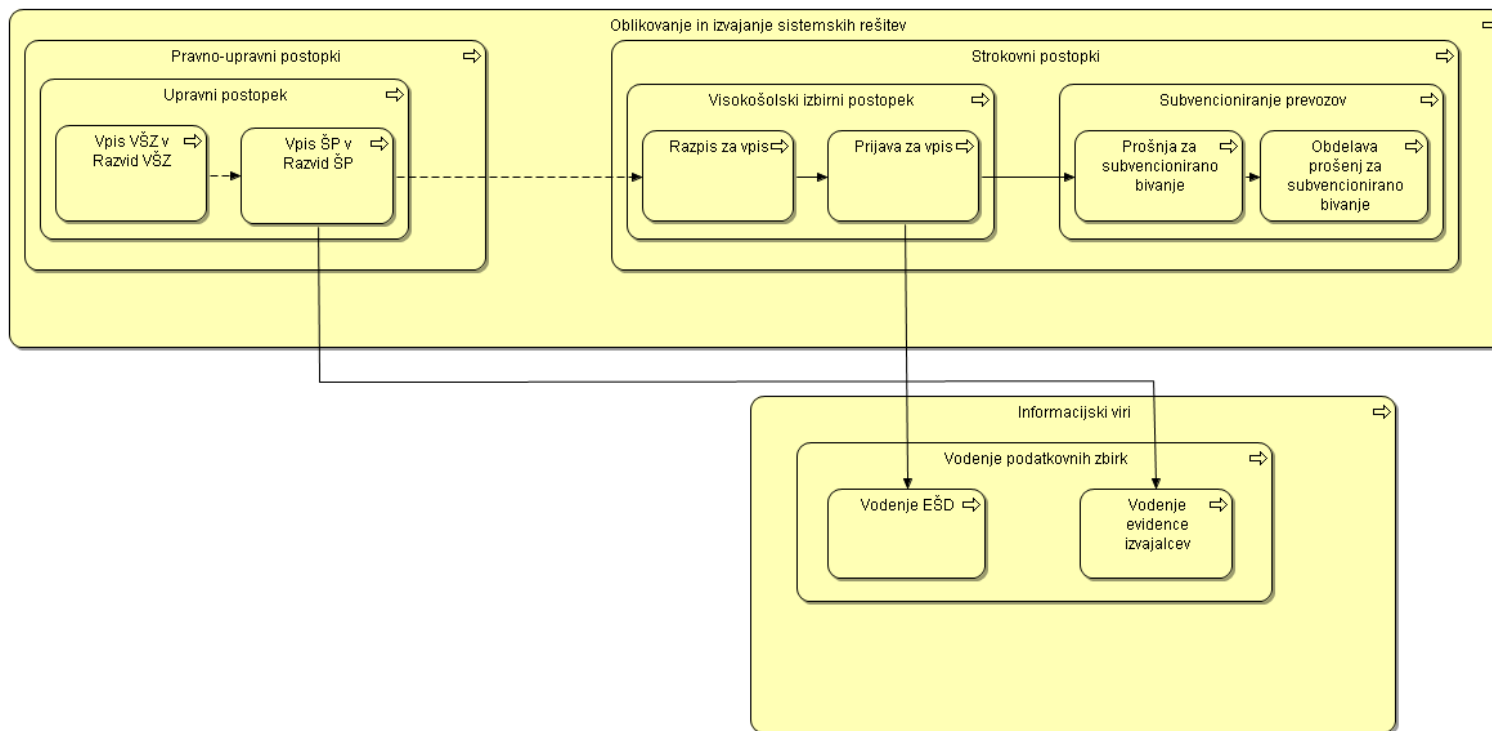 Oblikovanje in izvajanje sistemskih rešitev
Pravno-upravni postopki
Upravni postopek
Vpis VŠZ v
Razvid VŠZ
Vpis ŠP v
Razvid ŠP
Strokovni postopki
Visokošolski izbirni postopek
Razpis za vpis
Prijava za vpis
Subvencioniranje prevozov
Prošnja za
subvencionirano
bivanje
Obdelava
prošenj za
subvencionirano
bivanje
Informacijski viri
Vodenje podatkovnih zbirk
Vodenje EŠD
Vodenje
evidence
izvajalcev